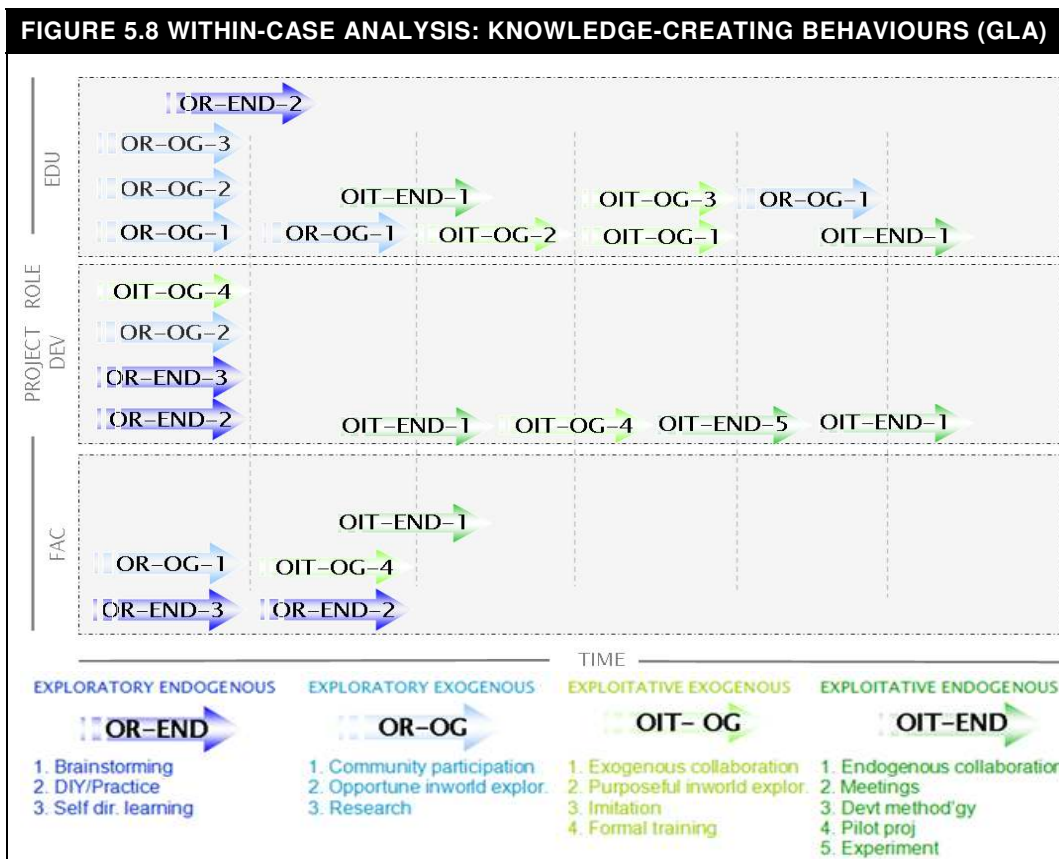 FIGURE 5.8 WITHIN-CASE ANALYSIS: KNOWLEDGE-CREATING BEHAVIOURS (GLA)
PROJECT ROLE
EDU
OR-END-2
OR-OG-3
OR-OG-2
OIT-END-1
OIT-OG-3
OR-OG-1
OR-OG-1
OR-OG-1
OIT-OG-2
OIT-OG-1
OIT-END-1
DEV
OIT-OG-4
OR-OG-2
OR-END-3
OR-END-2
OIT-END-1
OIT-OG-4
OIT-END-5
OIT-END-1
FAC
OIT-END-1
OR-OG-1
OIT-OG-4
OR-END-3
OR-END-2
TIME
EXPLORATORY ENDOGENOUS
OR-END
1. Brainstorming
2. DIY/Practice
3. Self dir. learning
EXPLORATORY EXOGENOUS
OR-OG
1. Community participation
2. Opportune inworld explor.
3. Research
EXPLOITATIVE EXOGENOUS
OIT- OG
1. Exogenous collaboration
2. Purposeful inworld explor.
3. Imitation
4. Formal training
EXPLOITATIVE ENDOGENOUS
OIT-END
1. Endogenous collaboration
2. Meetings
3. Devt method'gy
4. Pilot proj
5. Experiment